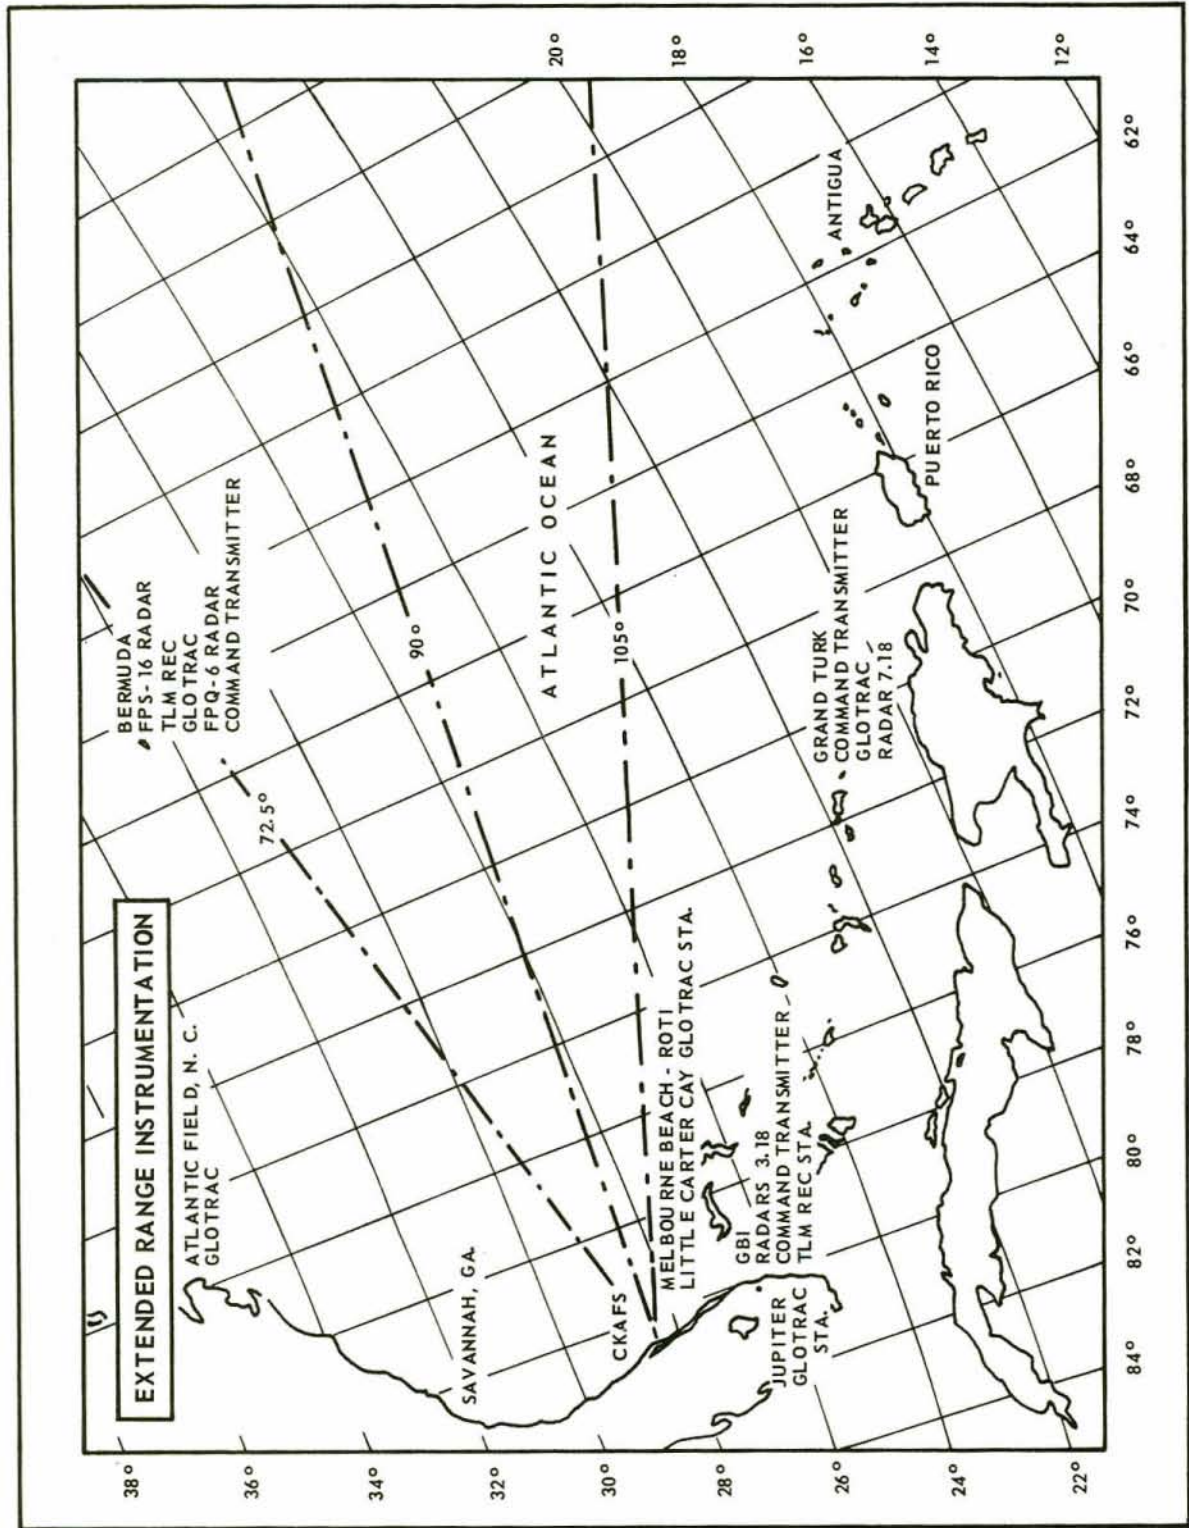 EXTENDED RANGE INSTRUMENTATION
ATLANTIC FIELD, N. C.
GLOTRAC
BERMUDA
FPS-16 RADAR
TLM REC
GLOTRAC
FPQ-6 RADAR
COMMAND TRANSMITTER
72.5°
90°
105°
ATLANTIC OCEAN
SAVANNAH, GA.
CKAFS
MELBOURNE BEACH - ROTI
LITTLE CARTER CAY GLOTRAC STA.
GBI
RADARS 3.18
COMMAND TRANSMITTER
TLM REC STA.
JUPITER
GLOTRAC
STA.
GRAND TURK
COMMAND TRANSMITTER
GLOTRAC
RADAR 7.18
PUERTO RICO
ANTIGUA
38°
36°
34°
32°
30°
28°
26°
24°
22°
20°
18°
16°
14°
12°
84°
82°
80°
78°
76°
74°
72°
70°
68°
66°
64°
62°